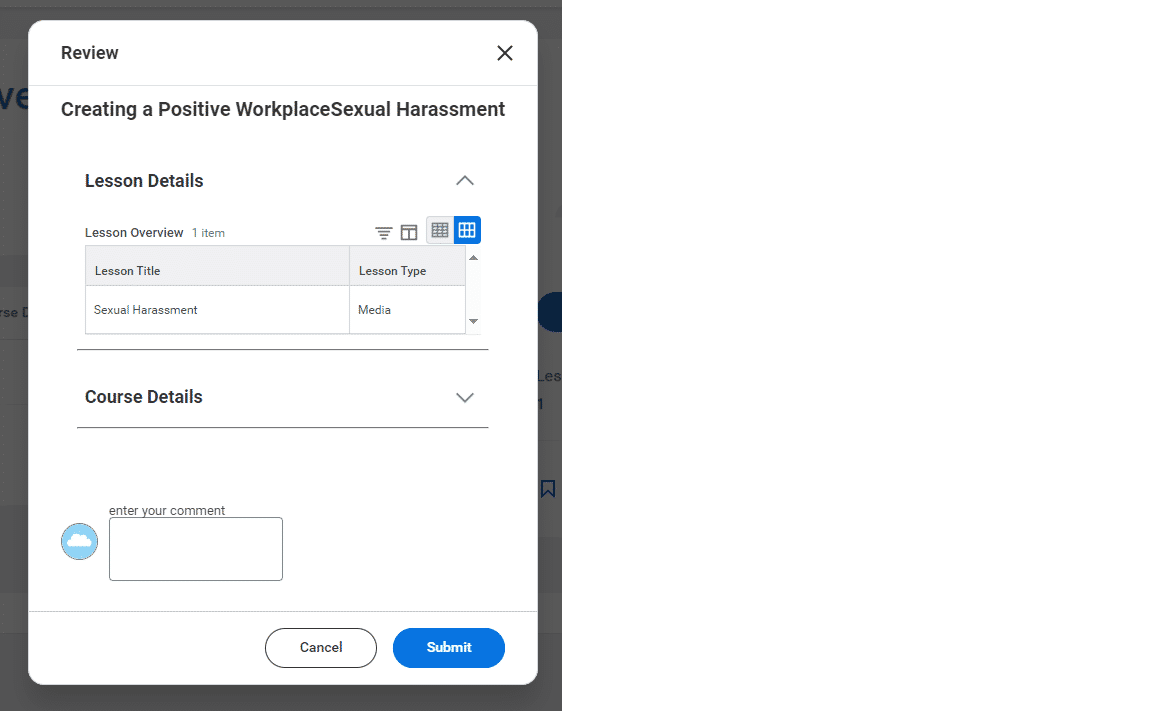 Review
Creating a Positive WorkplaceSexual Harassment
Lesson Details
Lesson Overview 1 item
Lesson Title Lesson Type
Sexual Harassment Media
Course Details
enter your comment
Cancel Submit
1